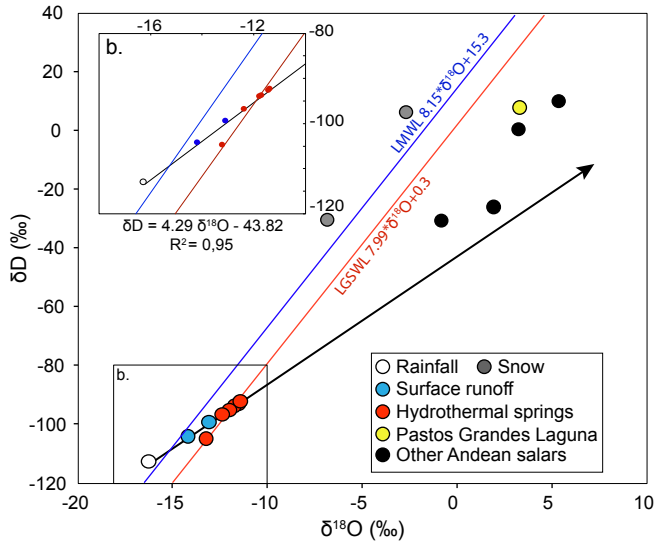 40
20
0
-20
-40
-60
-80
-100
-120
δD (‰)
-20
-15
-10
-5
0
5
10
δ¹⁸O (‰)
b.
-16
-12
-80
-100
-120
δD = 4.29 δ¹⁸O - 43.82
R² = 0,95
LMWL 8.15*δ¹⁸O+15.3
LGSWL 7.99*δ¹⁸O+0.3
b.
Rainfall
Snow
Surface runoff
Hydrothermal springs
Pastos Grandes Laguna
Other Andean salars